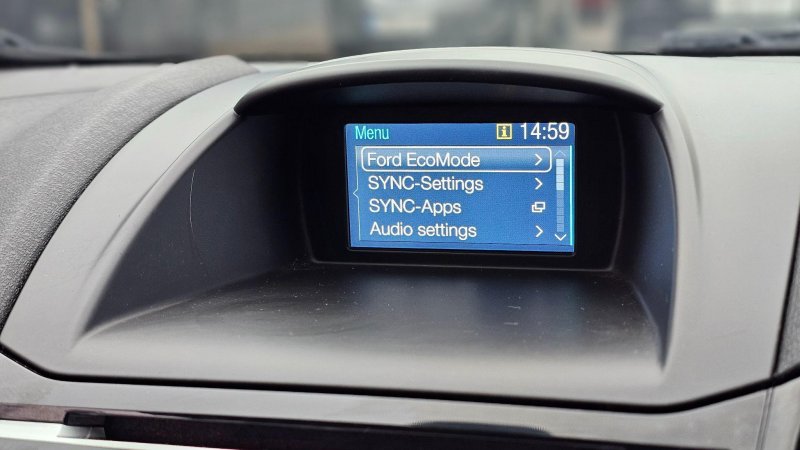 Menu i 14:59
Ford EcoMode
SYNC-Settings
SYNC-Apps
Audio settings